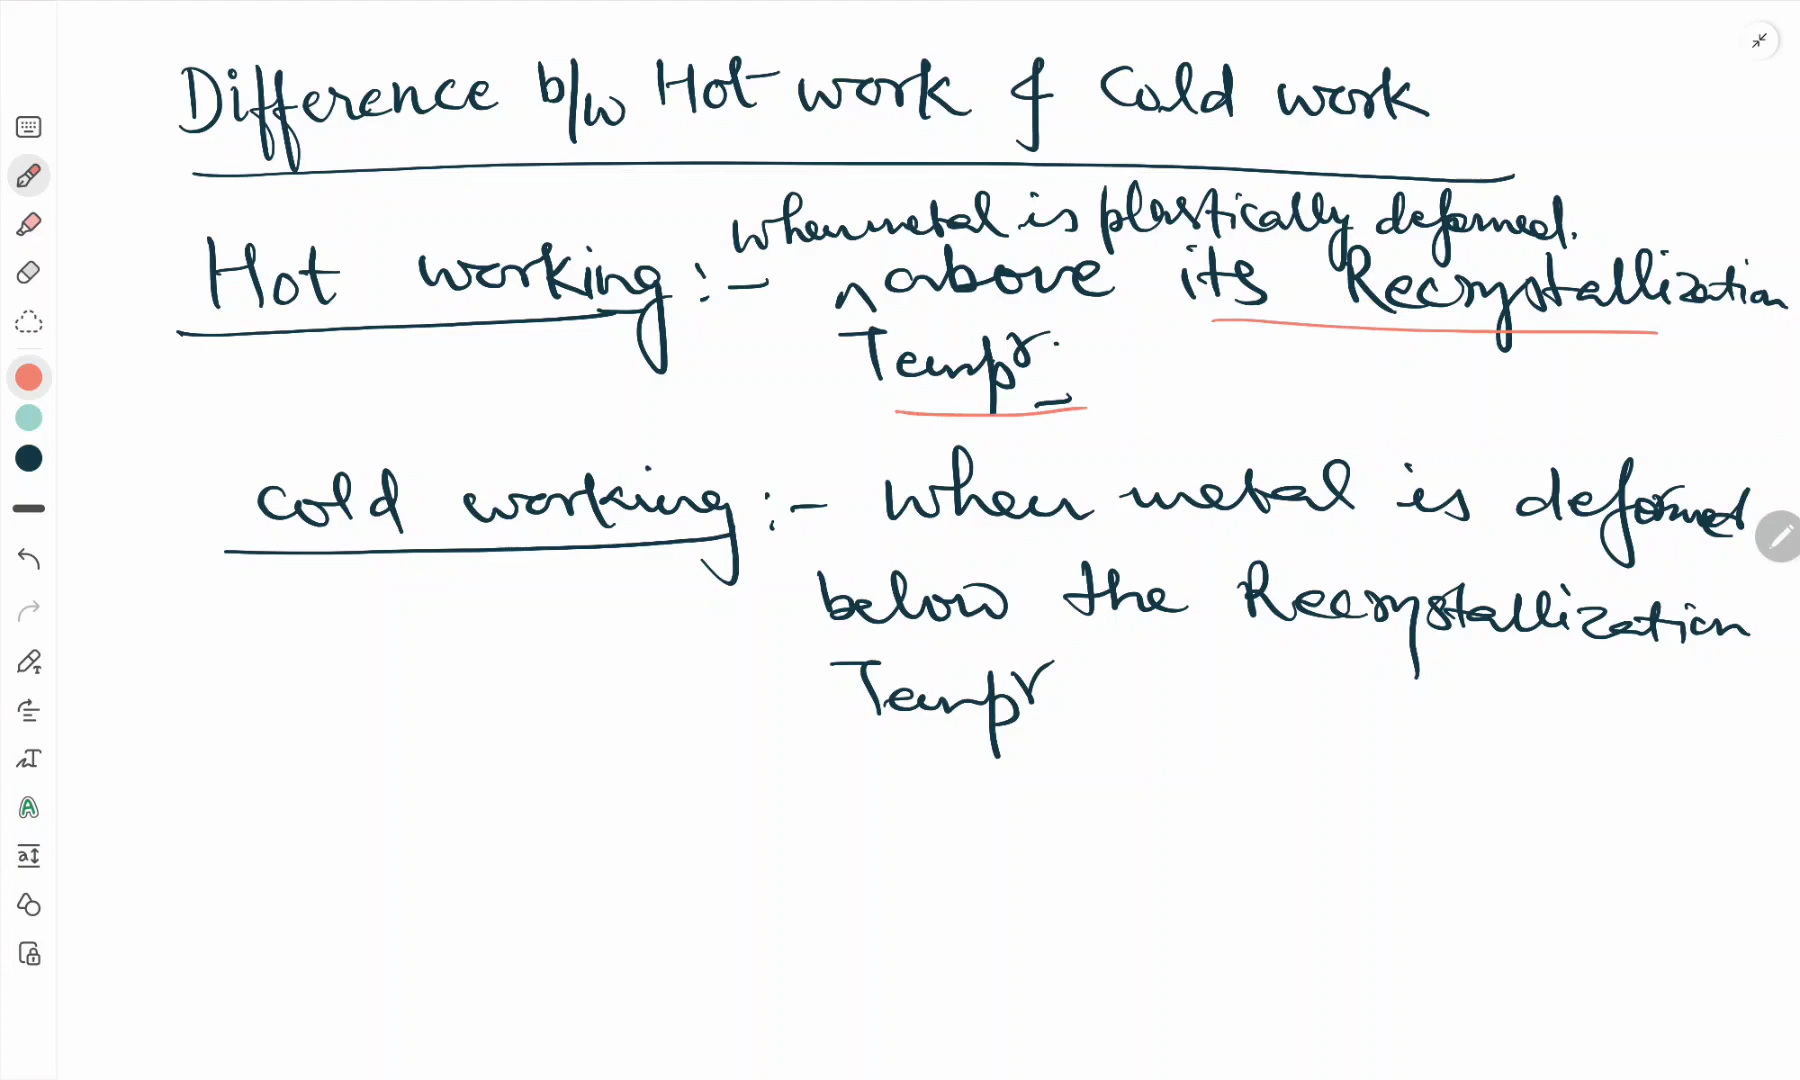 Difference b/w Hot work & Cold work
when metal is plastically deformed.
Hot working :- ^ above its Recrystallization
Tempr.
cold working :- when metal is deformed
below the Recrystallization
Tempr